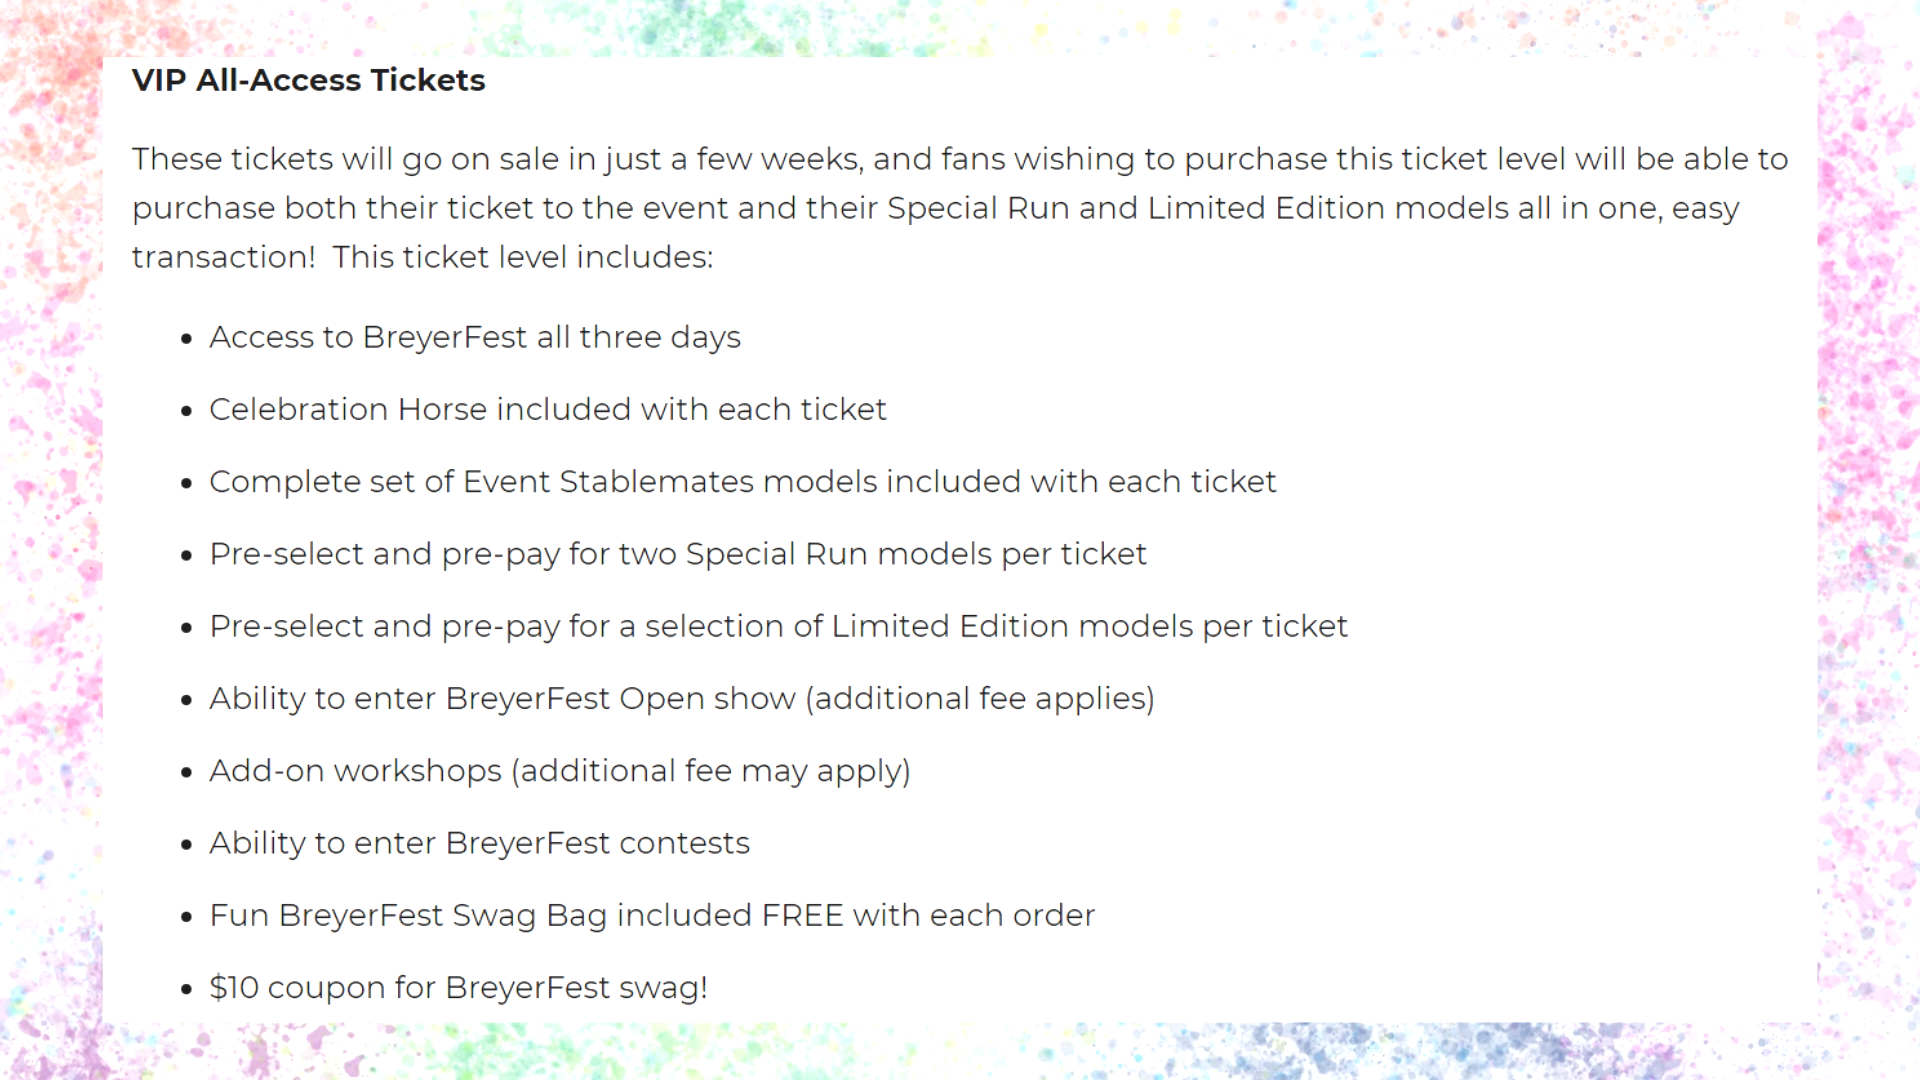 VIP All-Access Tickets
These tickets will go on sale in just a few weeks, and fans wishing to purchase this ticket level will be able to
purchase both their ticket to the event and their Special Run and Limited Edition models all in one, easy
transaction!  This ticket level includes:
• Access to BreyerFest all three days
• Celebration Horse included with each ticket
• Complete set of Event Stablemates models included with each ticket
• Pre-select and pre-pay for two Special Run models per ticket
• Pre-select and pre-pay for a selection of Limited Edition models per ticket
• Ability to enter BreyerFest Open show (additional fee applies)
• Add-on workshops (additional fee may apply)
• Ability to enter BreyerFest contests
• Fun BreyerFest Swag Bag included FREE with each order
• $10 coupon for BreyerFest swag!